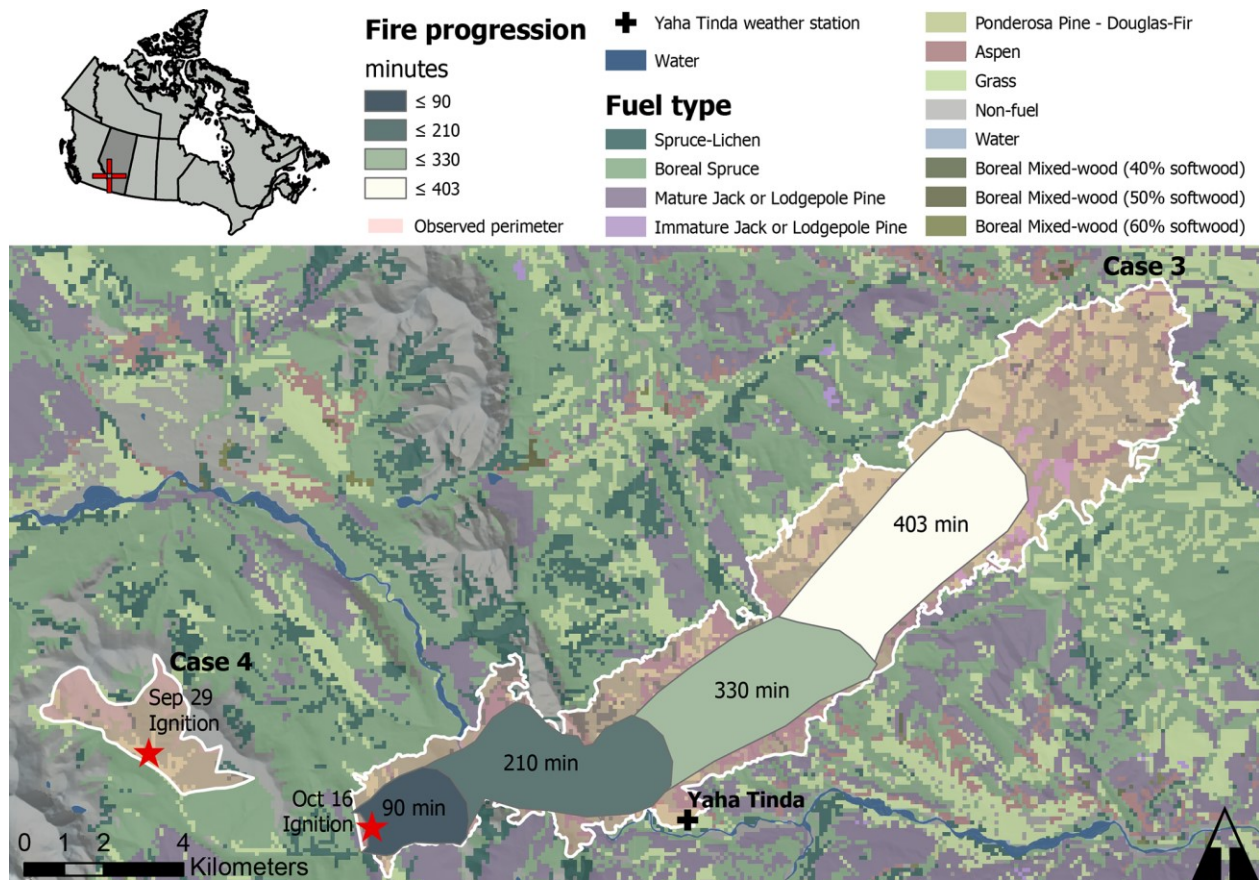 Fire progression
minutes
≤ 90
≤ 210
≤ 330
≤ 403
Observed perimeter
Yaha Tinda weather station
Water
Fuel type
Spruce-Lichen
Boreal Spruce
Mature Jack or Lodgepole Pine
Immature Jack or Lodgepole Pine
Ponderosa Pine - Douglas-Fir
Aspen
Grass
Non-fuel
Water
Boreal Mixed-wood (40% softwood)
Boreal Mixed-wood (50% softwood)
Boreal Mixed-wood (60% softwood)
Case 3
403 min
Case 4
Sep 29
Ignition
330 min
210 min
Oct 16
Ignition
90 min
Yaha Tinda
0 1 2 4
Kilometers